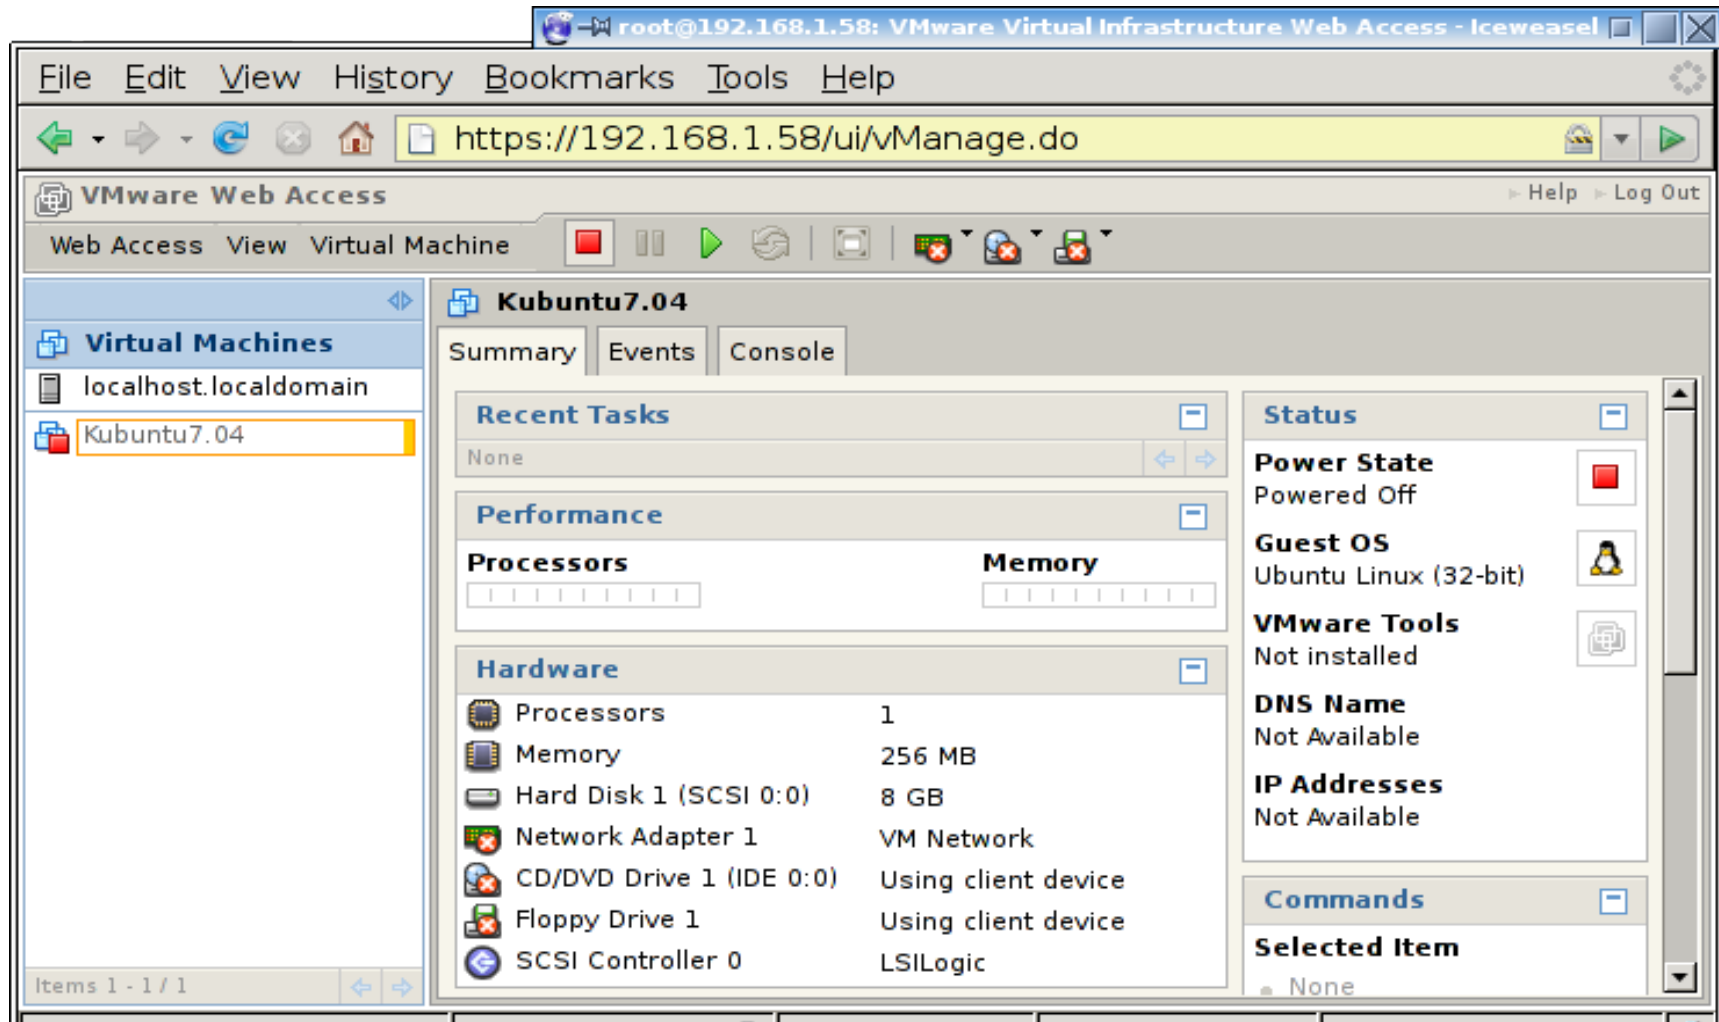 root@192.168.1.58: VMware Virtual Infrastructure Web Access - Iceweasel
File Edit View History Bookmarks Tools Help
https://192.168.1.58/ui/vManage.do
VMware Web Access
Help Log Out
Web Access View Virtual Machine
Virtual Machines
localhost.localdomain
Kubuntu7.04
Items 1 - 1 / 1
Kubuntu7.04
Summary Events Console
Recent Tasks
None
Performance
Processors Memory
Hardware
Processors 1
Memory 256 MB
Hard Disk 1 (SCSI 0:0) 8 GB
Network Adapter 1 VM Network
CD/DVD Drive 1 (IDE 0:0) Using client device
Floppy Drive 1 Using client device
SCSI Controller 0 LSILogic
Status
Power State
Powered Off
Guest OS
Ubuntu Linux (32-bit)
VMware Tools
Not installed
DNS Name
Not Available
IP Addresses
Not Available
Commands
Selected Item
None